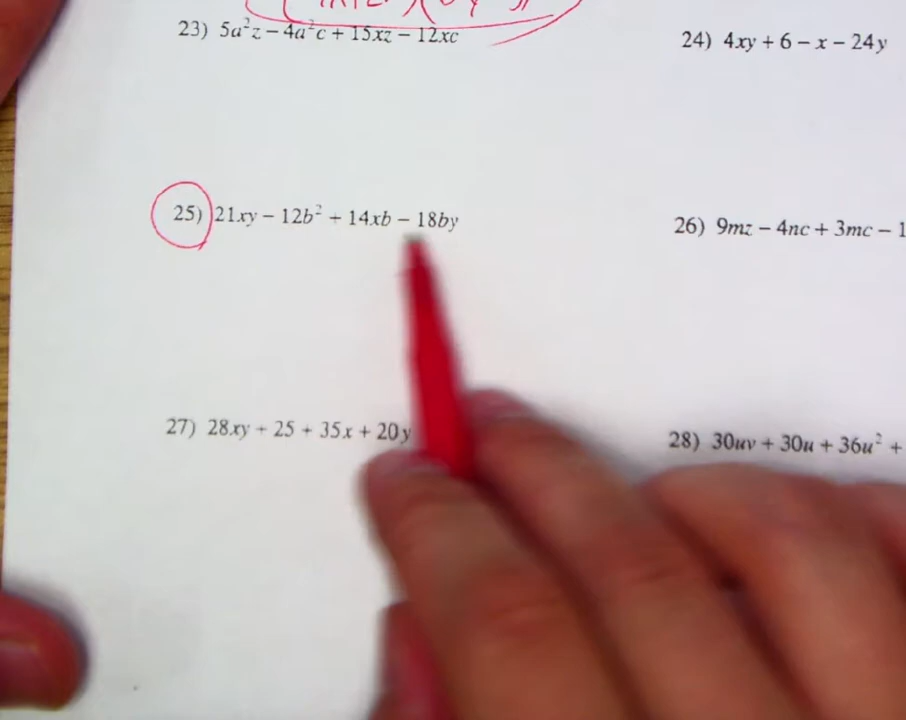 23) 5a²z − 4a²c + 15xz − 12xc
24) 4xy + 6 − x − 24y
25) 21xy − 12b² + 14xb − 18by
26) 9mz − 4nc + 3mc − 1
27) 28xy + 25 + 35x + 20y
28) 30uv + 30u + 36u² +